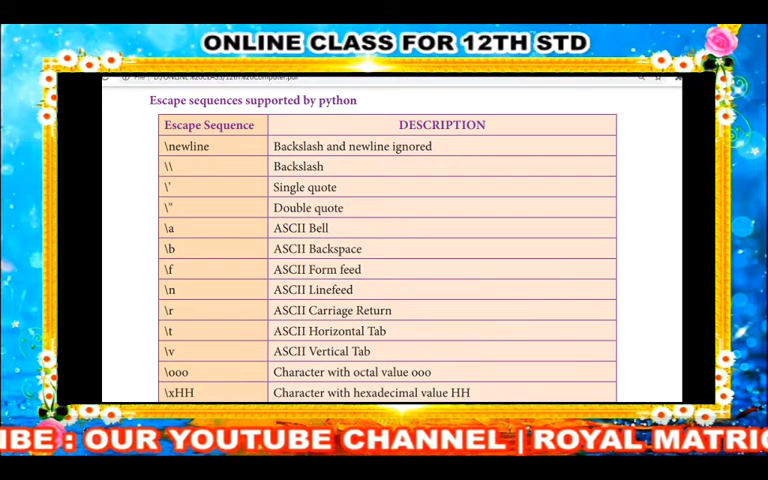 ONLINE CLASS FOR 12TH STD
Escape sequences supported by python
Escape Sequence DESCRIPTION
\newline Backslash and newline ignored
\\ Backslash
\' Single quote
\" Double quote
\a ASCII Bell
\b ASCII Backspace
\f ASCII Form feed
\n ASCII Linefeed
\r ASCII Carriage Return
\t ASCII Horizontal Tab
\v ASCII Vertical Tab
\ooo Character with octal value ooo
\xHH Character with hexadecimal value HH
IBE : OUR YOUTUBE CHANNEL | ROYAL MATRIC